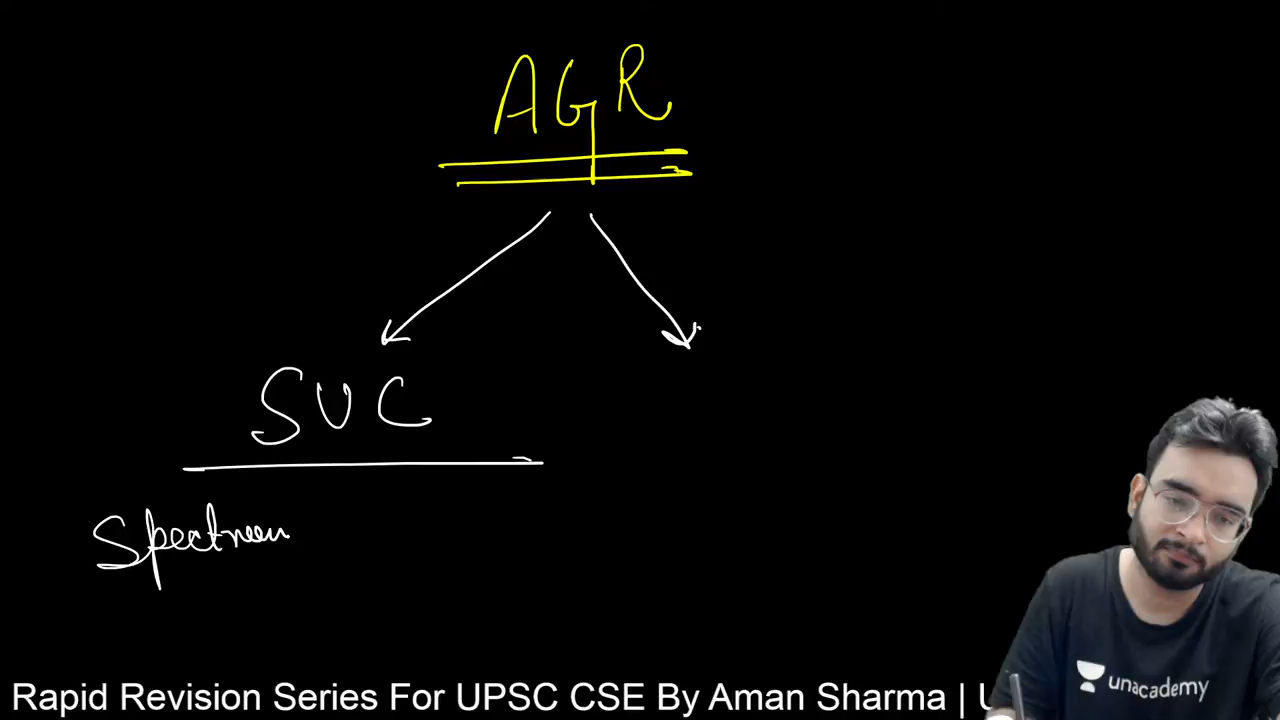 AGR
SUC
Spectrum
unacademy
Rapid Revision Series For UPSC CSE By Aman Sharma | U